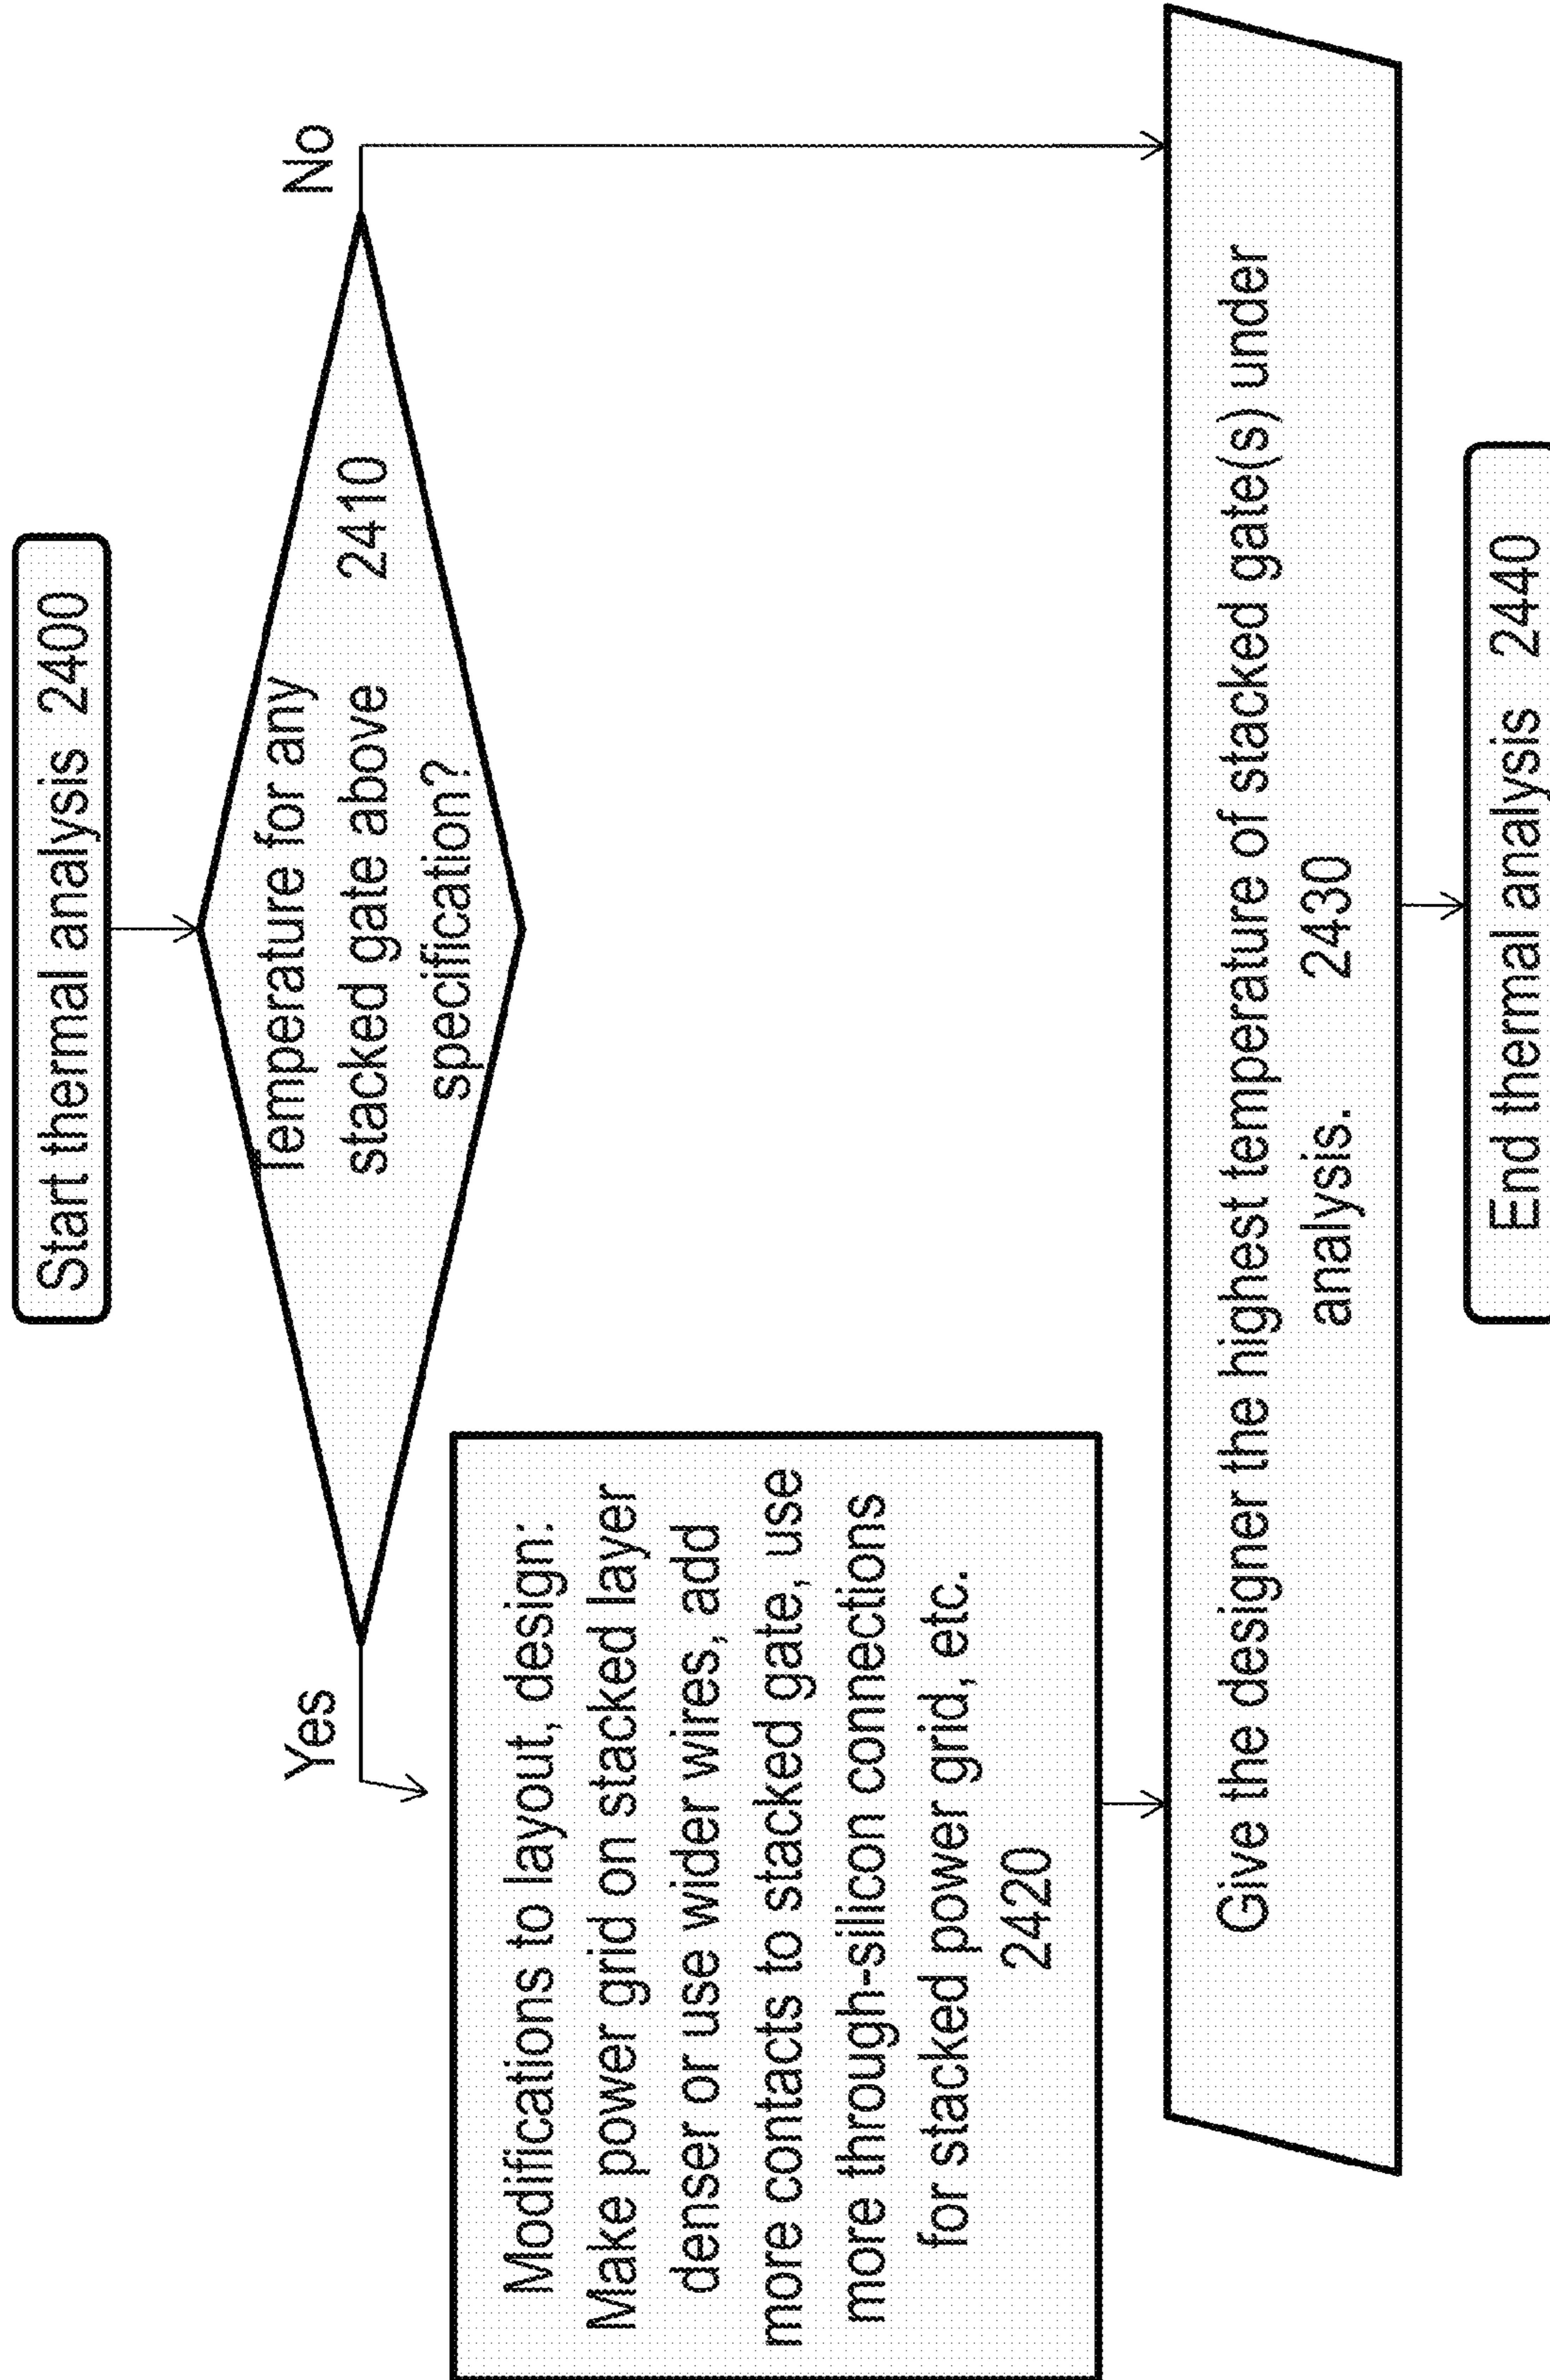 Start thermal analysis 2400
Temperature for any
stacked gate above 2410
specification?
Yes
No
Modifications to layout, design:
Make power grid on stacked layer
denser or use wider wires, add
more contacts to stacked gate, use
more through-silicon connections
for stacked power grid, etc.
2420
Give the designer the highest temperature of stacked gate(s) under
analysis. 2430
End thermal analysis 2440